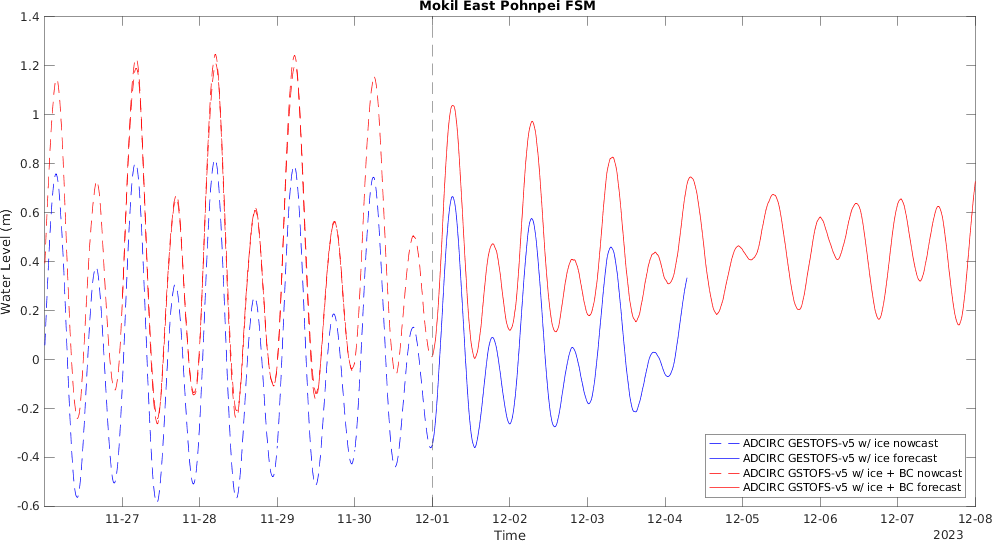 Mokil East Pohnpei FSM
1.4
1.2
1
0.8
0.6
0.4
0.2
0
-0.2
-0.4
-0.6
Water Level (m)
11-27 11-28 11-29 11-30 12-01 12-02 12-03 12-04 12-05 12-06 12-07 12-08
Time
2023
ADCIRC GESTOFS-v5 w/ ice nowcast
ADCIRC GESTOFS-v5 w/ ice forecast
ADCIRC GSTOFS-v5 w/ ice + BC nowcast
ADCIRC GSTOFS-v5 w/ ice + BC forecast